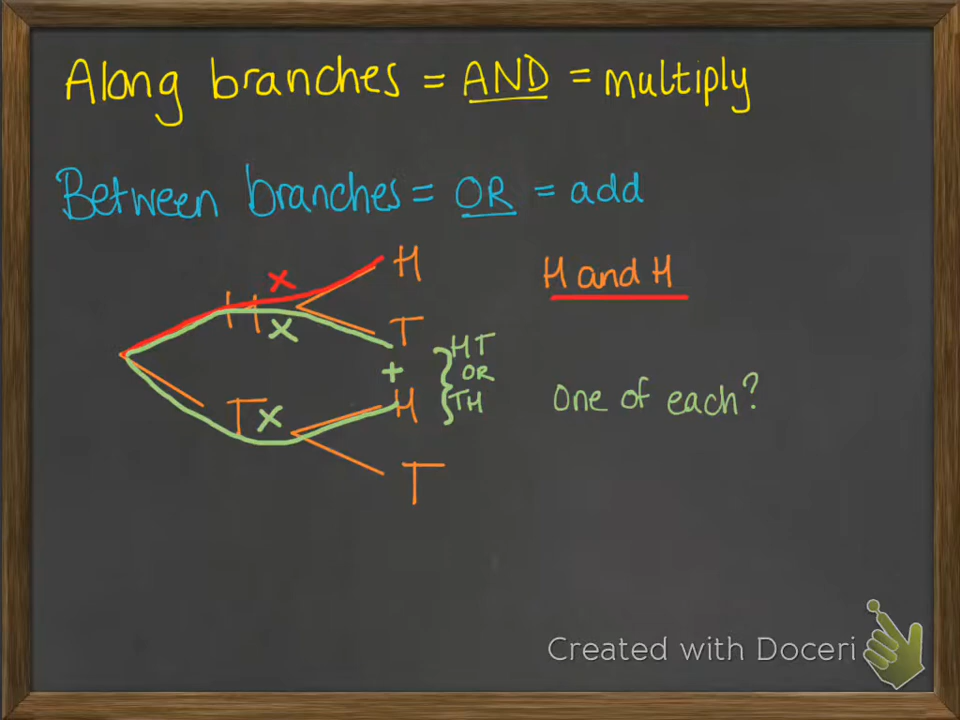 Along branches = AND = multiply
Between branches = OR = add
H
H and H
x
H
x
T
HT
+
OR
TH
one of each?
T
x
H
T
Created with Doceri